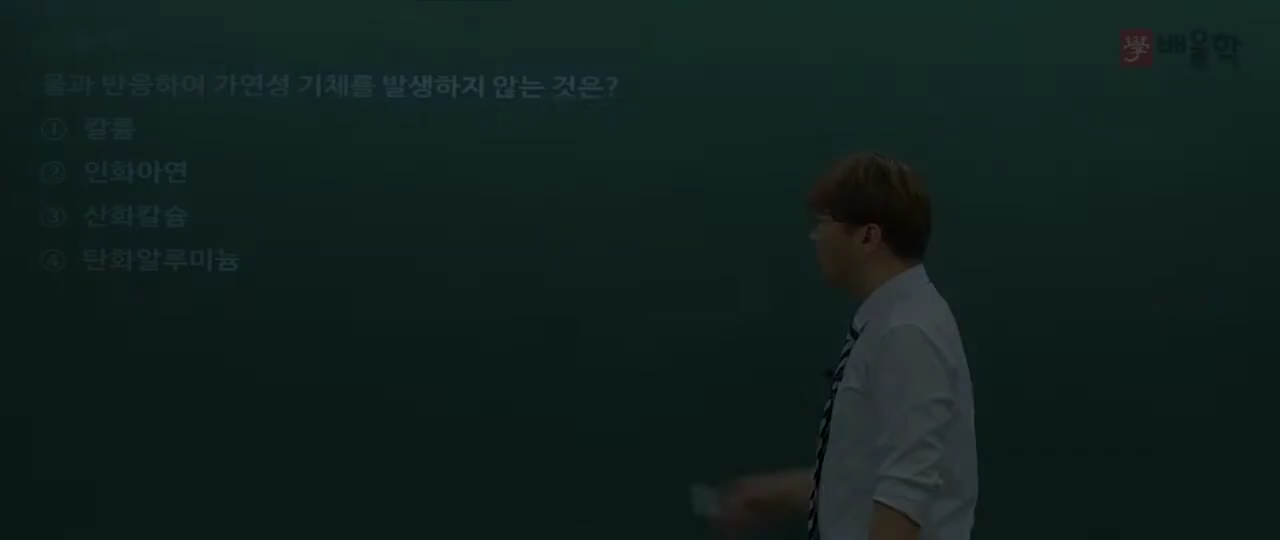 學 배울학
물과 반응하여 가연성 기체를 발생하지 않는 것은?
① 칼륨
② 인화아연
③ 산화칼슘
④ 탄화알루미늄